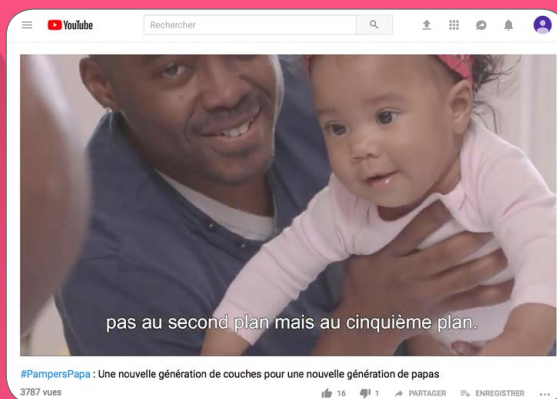 YouTube
Rechercher
pas au second plan mais au cinquième plan.
#PampersPapa : Une nouvelle génération de couches pour une nouvelle génération de papas
3787 vues
16 1 PARTAGER ENREGISTRER ...